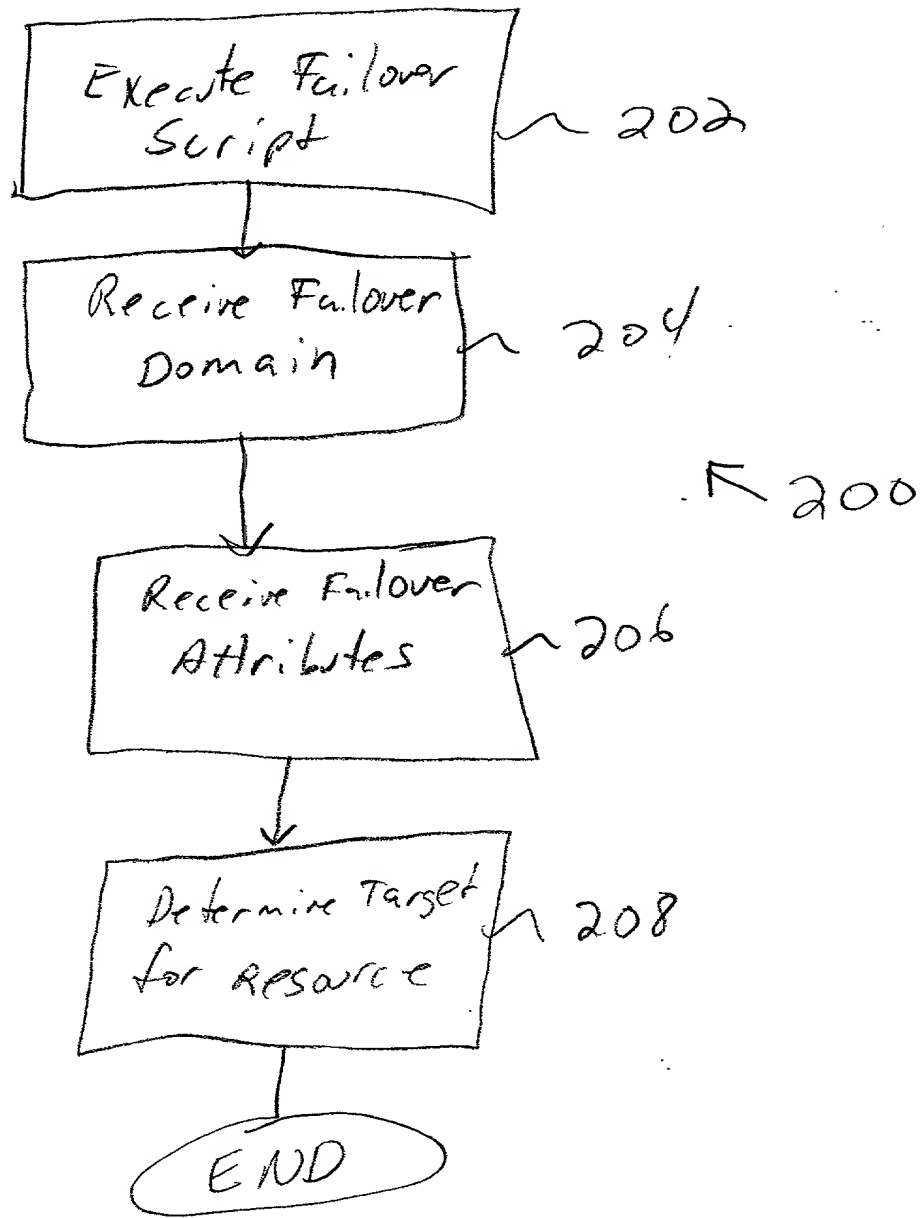 Execute Failover
Script
202
Receive Failover
Domain
204
200
Receive Failover
Attributes
206
Determine Target
for Resource
208
END